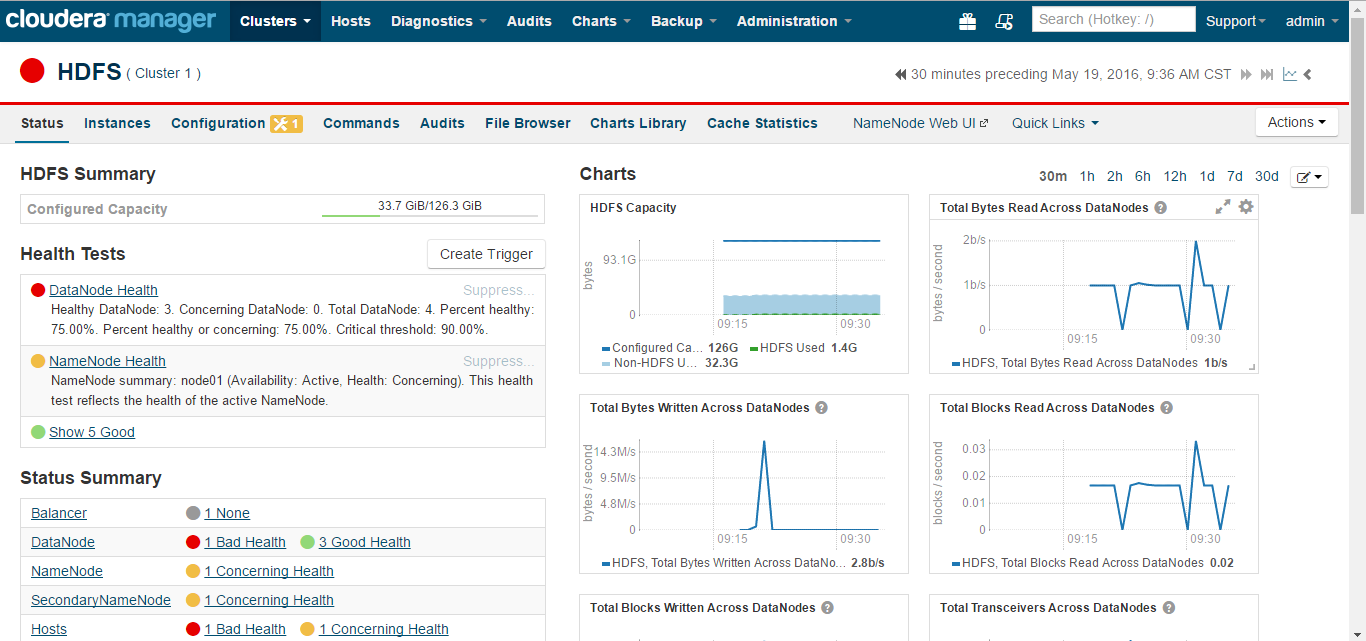 cloudera manager Clusters Hosts Diagnostics Audits Charts Backup Administration Search (Hotkey: /) Support admin
HDFS ( Cluster 1 ) 30 minutes preceding May 19, 2016, 9:36 AM CST
Status Instances Configuration 1 Commands Audits File Browser Charts Library Cache Statistics NameNode Web UI Quick Links Actions
HDFS Summary
Configured Capacity 33.7 GiB/126.3 GiB
Health Tests Create Trigger
DataNode Health Suppress...
Healthy DataNode: 3. Concerning DataNode: 0. Total DataNode: 4. Percent healthy:
75.00%. Percent healthy or concerning: 75.00%. Critical threshold: 90.00%.
NameNode Health Suppress...
NameNode summary: node01 (Availability: Active, Health: Concerning). This health
test reflects the health of the active NameNode.
Show 5 Good
Status Summary
Balancer 1 None
DataNode 1 Bad Health 3 Good Health
NameNode 1 Concerning Health
SecondaryNameNode 1 Concerning Health
Hosts 1 Bad Health 1 Concerning Health
Charts 30m 1h 2h 6h 12h 1d 7d 30d
HDFS Capacity
bytes
93.1G
0
09:15 09:30
Configured Ca... 126G HDFS Used 1.4G
Non-HDFS U... 32.3G
Total Bytes Read Across DataNodes ?
bytes / second
2b/s
1b/s
0
09:15 09:30
HDFS, Total Bytes Read Across DataNodes 1b/s
Total Bytes Written Across DataNodes ?
bytes / second
14.3M/s
9.5M/s
4.8M/s
0
09:15 09:30
HDFS, Total Bytes Written Across DataNo... 2.8b/s
Total Blocks Read Across DataNodes ?
blocks / second
0.03
0.02
0.01
0
09:15 09:30
HDFS, Total Blocks Read Across DataNodes 0.02
Total Blocks Written Across DataNodes ?
Total Transceivers Across DataNodes ?